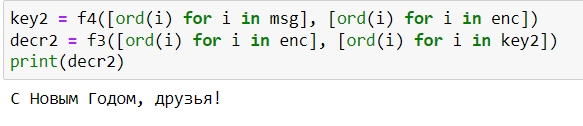 key2 = f4([ord(i) for i in msg], [ord(i) for i in enc])
decr2 = f3([ord(i) for i in enc], [ord(i) for i in key2])
print(decr2)
С Новым Годом, друзья!